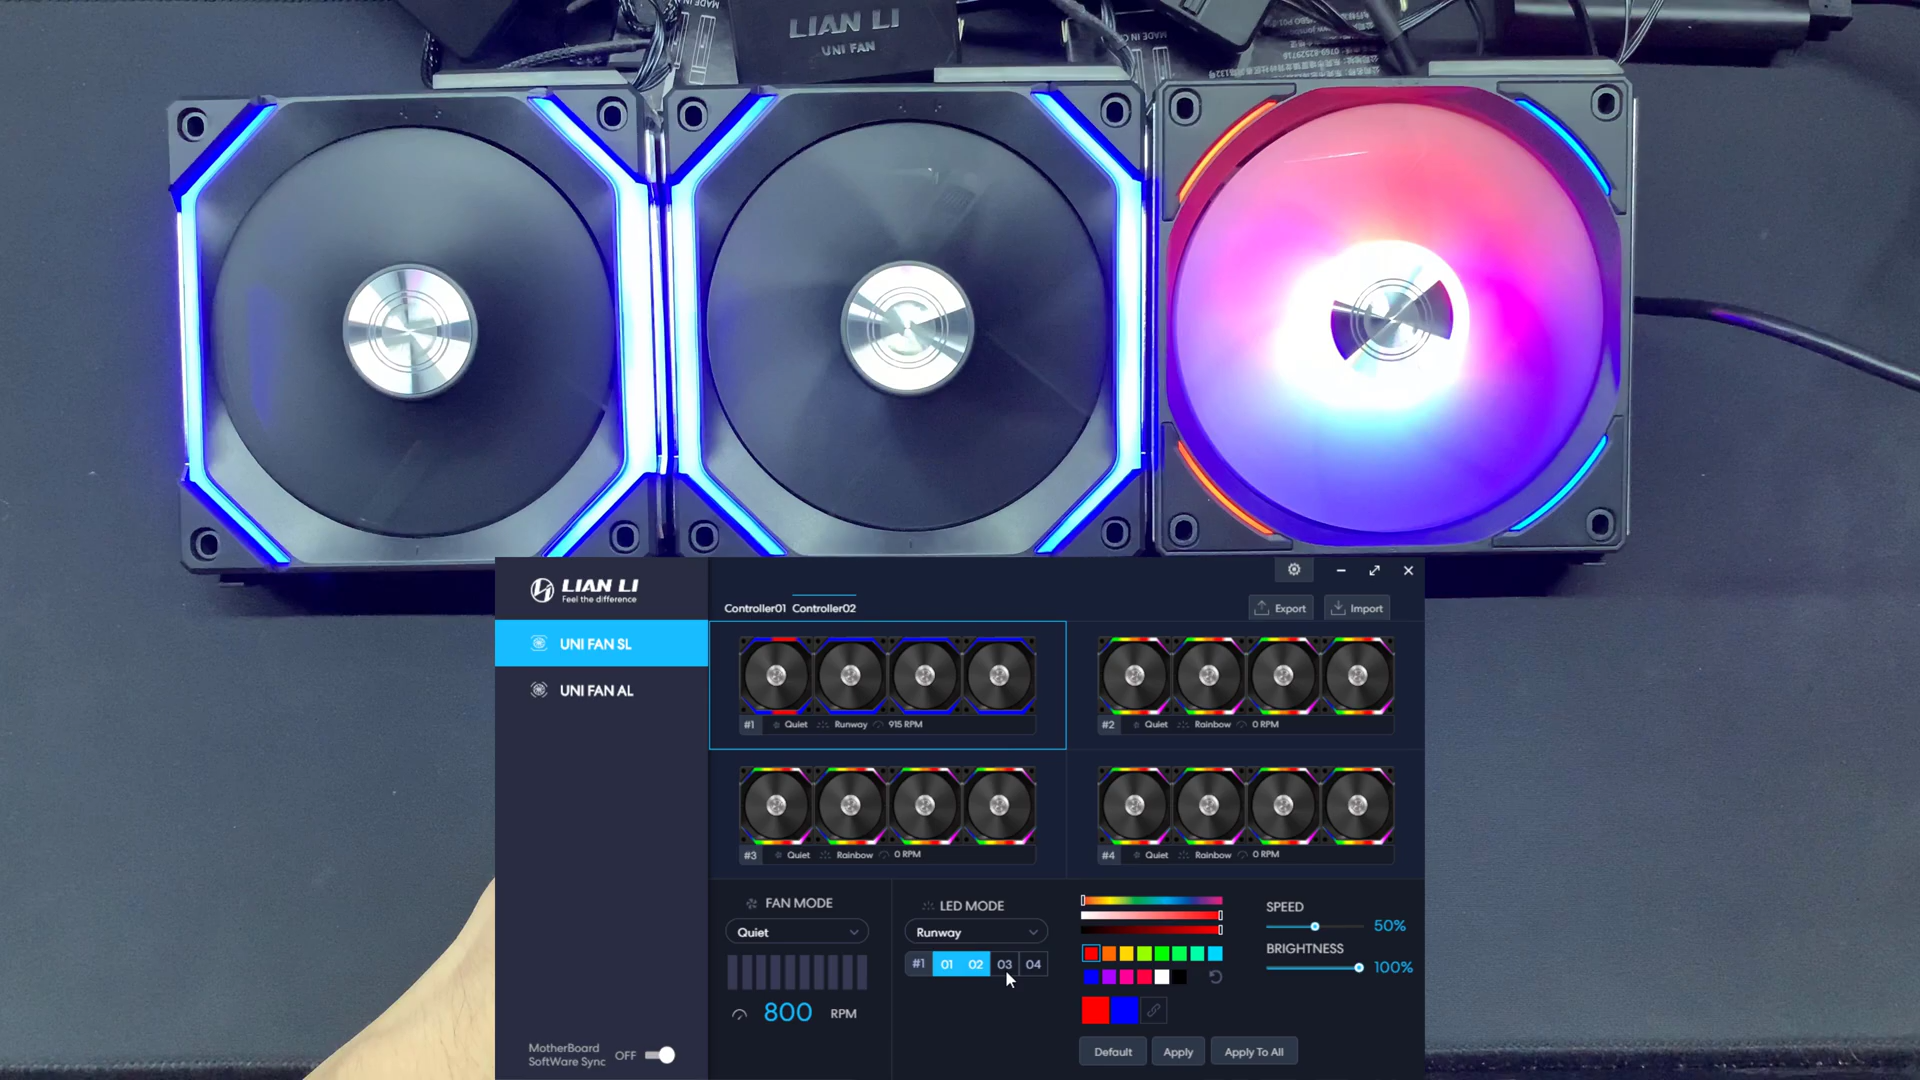 LIAN LI
UNI FAN
LIAN LI
Feel the difference
Controller01 Controller02
Export Import
UNI FAN SL
UNI FAN AL
#1 Quiet Runway 915 RPM
#2 Quiet Rainbow 0 RPM
#3 Quiet Rainbow 0 RPM
#4 Quiet Rainbow 0 RPM
FAN MODE
Quiet
800 RPM
LED MODE
Runway
#1 01 02 03 04
SPEED
50%
BRIGHTNESS
100%
Default Apply Apply To All
MotherBoard
SoftWare Sync OFF